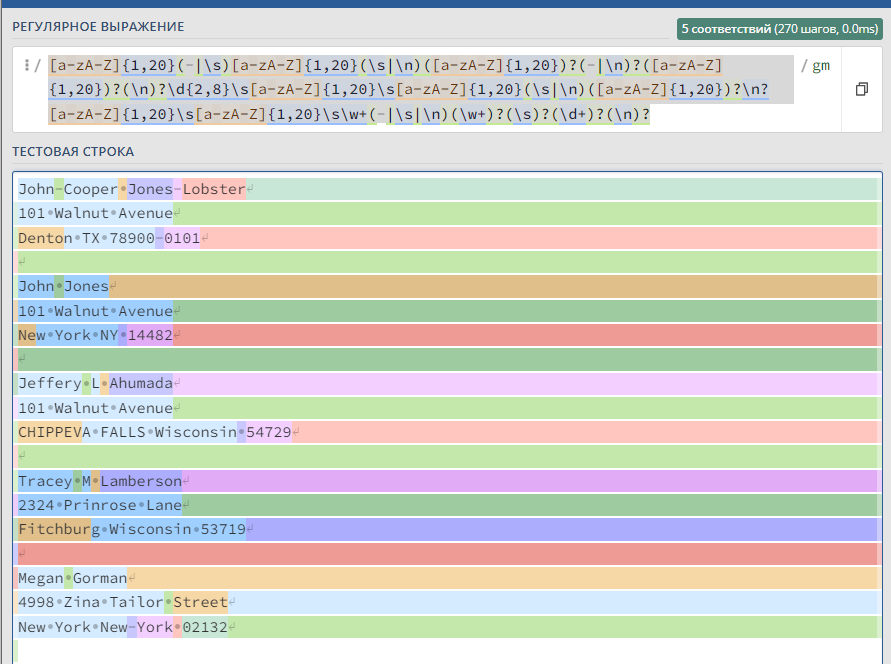 РЕГУЛЯРНОЕ ВЫРАЖЕНИЕ
5 соответствий (270 шагов, 0.0ms)
/ [a-zA-Z]{1,20}(-|\s)[a-zA-Z]{1,20}(\s|\n)([a-zA-Z]{1,20})?(-|\n)?([a-zA-Z] / gm
{1,20})?(\n)?\d{2,8}\s[a-zA-Z]{1,20}\s[a-zA-Z]{1,20}(\s|\n)([a-zA-Z]{1,20})?\n?
[a-zA-Z]{1,20}\s[a-zA-Z]{1,20}\s\w+(-|\s|\n)(\w+)?(\s)?(\d+)?(\n)?
ТЕСТОВАЯ СТРОКА
John-Cooper Jones-Lobster
101 Walnut Avenue
Denton TX 78900-0101
John Jones
101 Walnut Avenue
New York NY 14482
Jeffery L Ahumada
101 Walnut Avenue
CHIPPEVA FALLS Wisconsin 54729
Tracey M Lamberson
2324 Prinrose Lane
Fitchburg Wisconsin 53719
Megan Gorman
4998 Zina Tailor Street
New York New-York 02132